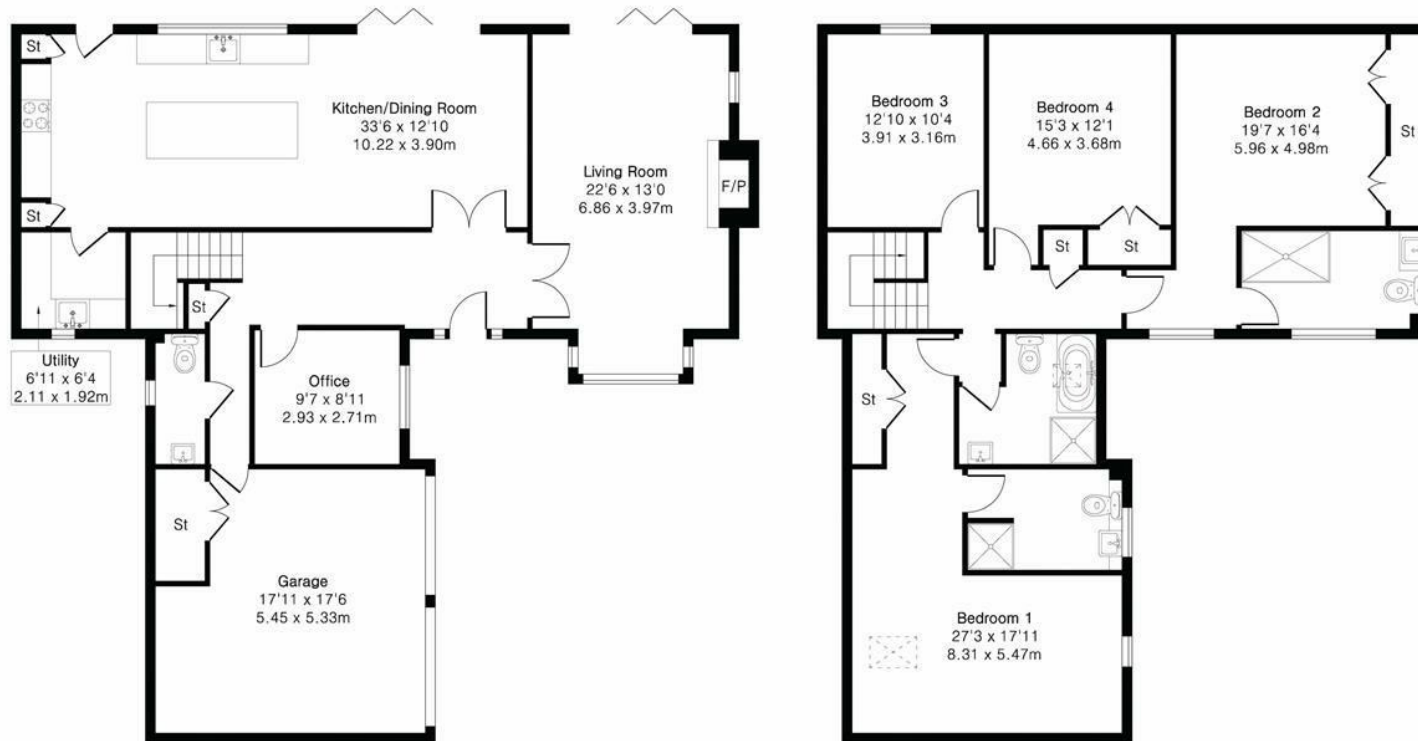 St
Kitchen/Dining Room
33'6 x 12'10
10.22 x 3.90m
St
Living Room
22'6 x 13'0
6.86 x 3.97m
F/P
St
Utility
6'11 x 6'4
2.11 x 1.92m
Office
9'7 x 8'11
2.93 x 2.71m
St
Garage
17'11 x 17'6
5.45 x 5.33m
Bedroom 3
12'10 x 10'4
3.91 x 3.16m
Bedroom 4
15'3 x 12'1
4.66 x 3.68m
Bedroom 2
19'7 x 16'4
5.96 x 4.98m
St
St
St
St
Bedroom 1
27'3 x 17'11
8.31 x 5.47m